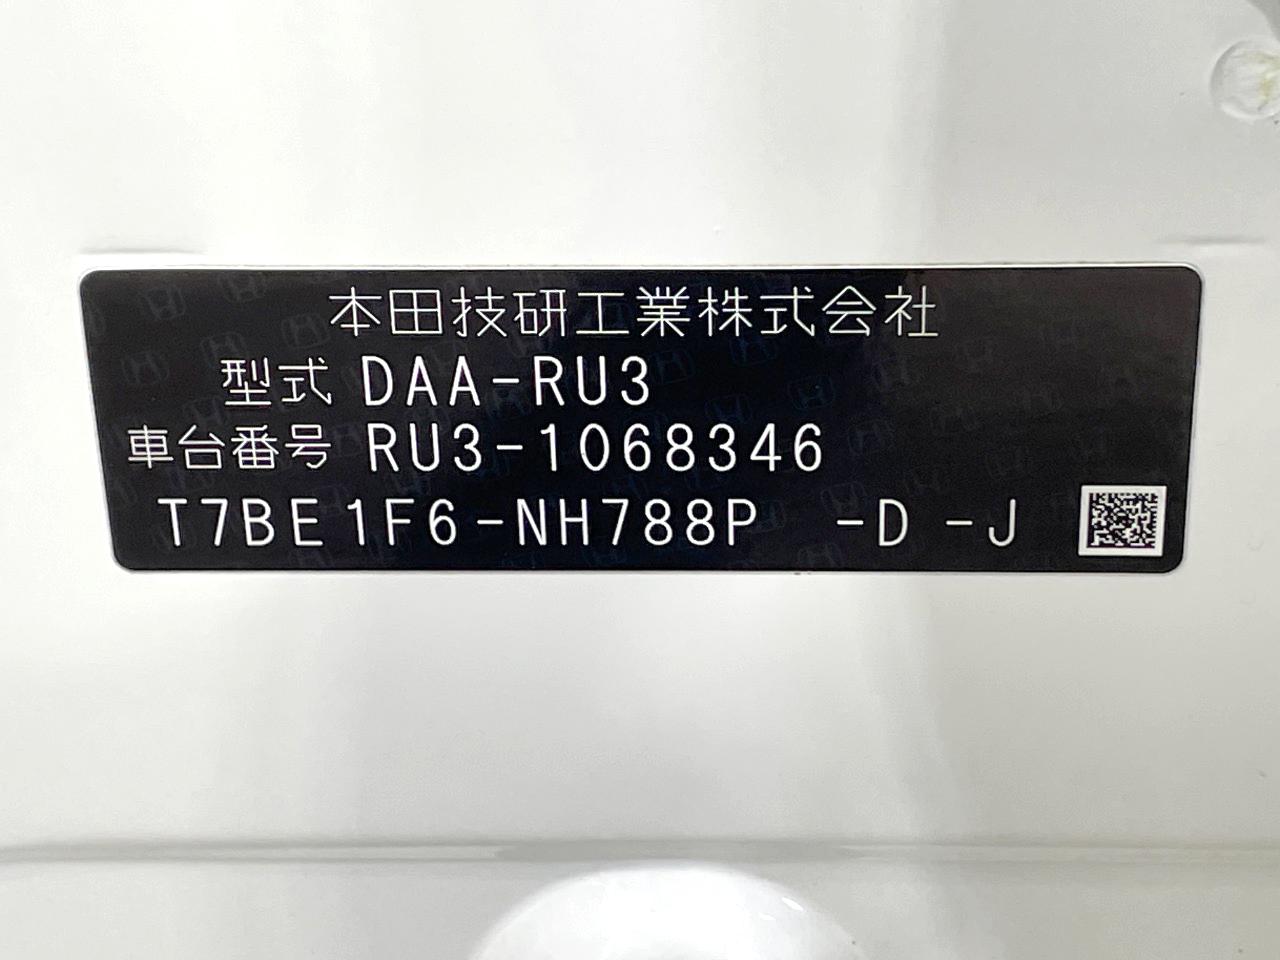 本田技研工業株式会社
型式 DAA-RU3
車台番号 RU3-1068346
T7BE1F6-NH788P -D -J